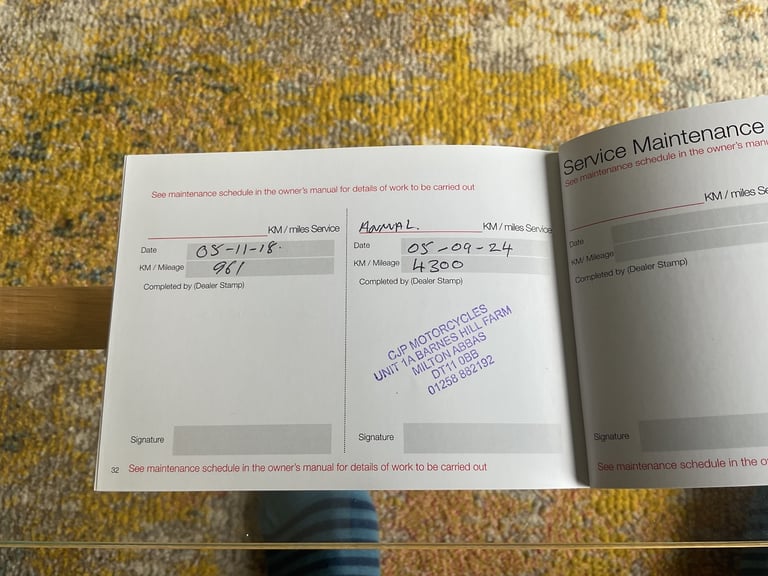 See maintenance schedule in the owner's manual for details of work to be carried out
KM / miles Service
Date 05-11-18.
KM / Mileage 961
Completed by (Dealer Stamp)
Signature
ANNUAL. KM / miles Service
Date 05-09-24
KM / Mileage 4300
Completed by (Dealer Stamp)
CJP MOTORCYCLES
UNIT 1A BARNES HILL FARM
MILTON ABBAS
DT11 0BB
01258 882192
Signature
32 See maintenance schedule in the owner's manual for details of work to be carried out
Service Maintenance
See maintenance schedule in the owner's
KM / miles
Date
KM/ Mileage
Completed by (Dealer Stamp)
Signature
See maintenance schedule in the